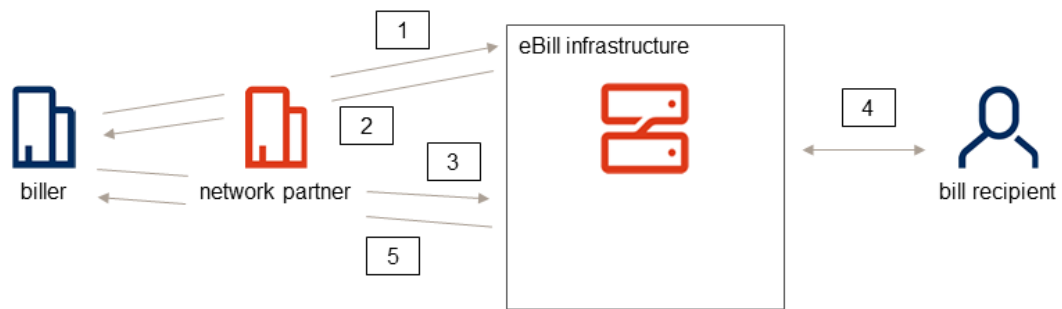 1
eBill infrastructure
2
4
3
biller
network partner
bill recipient
5